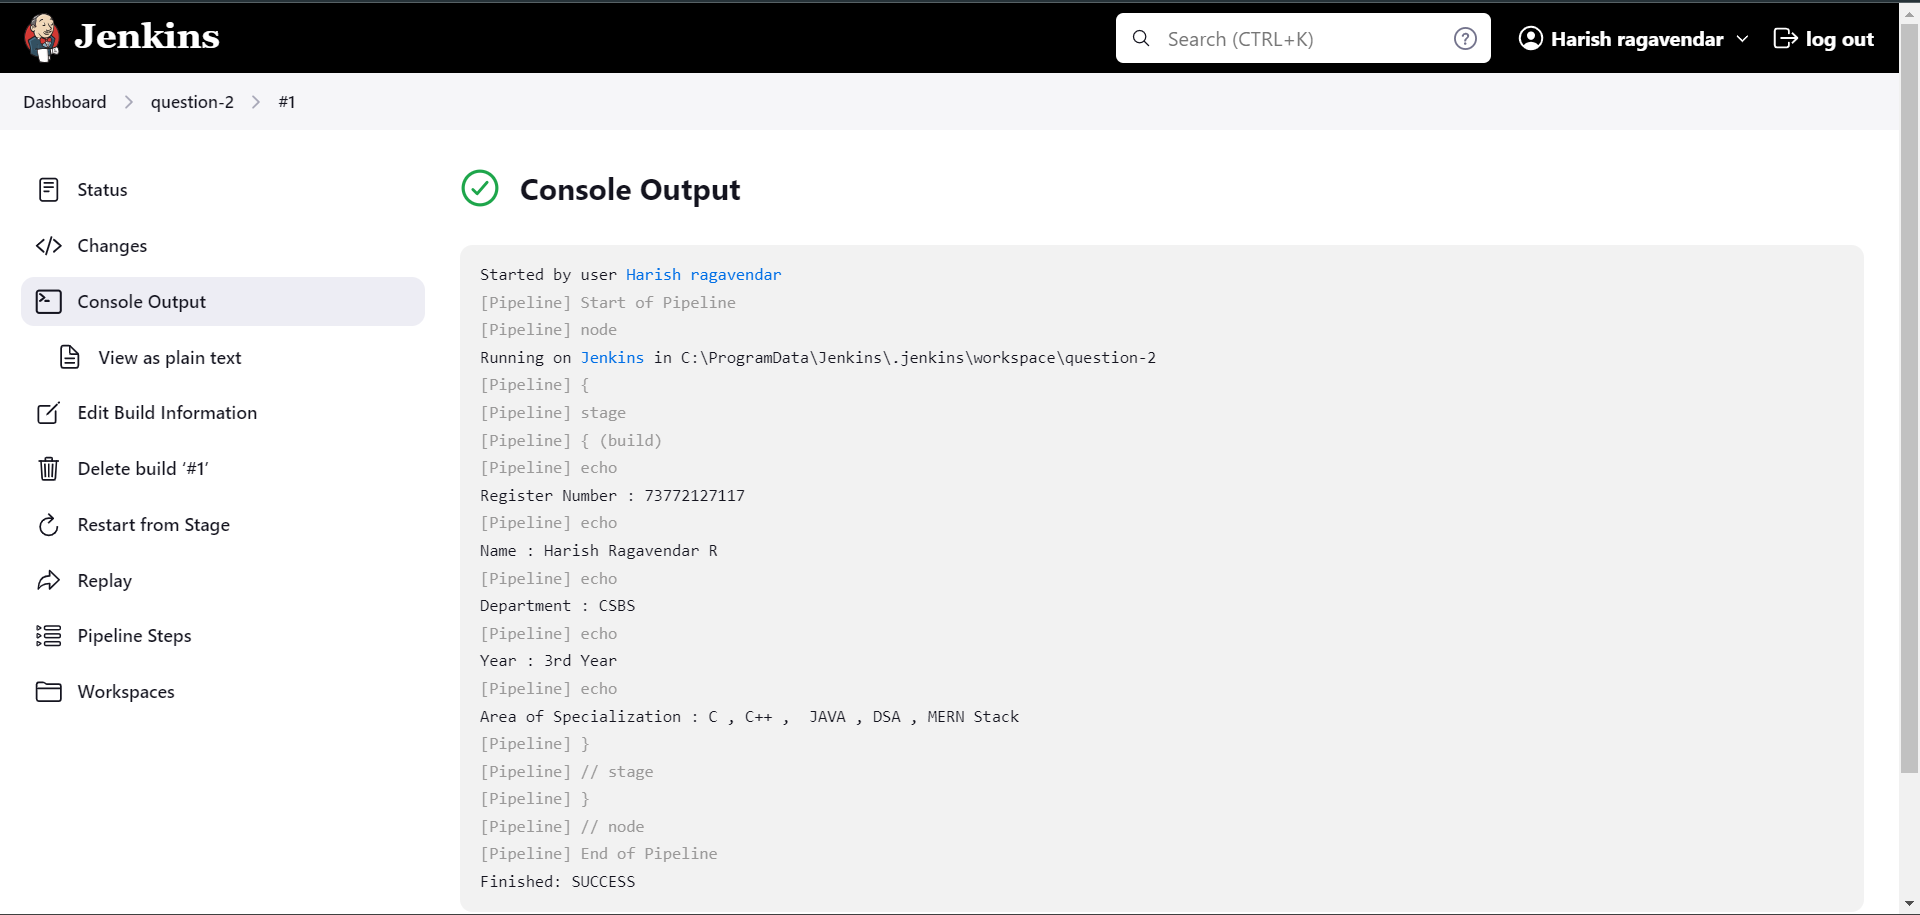 Jenkins
Search (CTRL+K)
Harish ragavendar
log out
Dashboard
question-2
#1
Status
Changes
Console Output
View as plain text
Edit Build Information
Delete build ‘#1’
Restart from Stage
Replay
Pipeline Steps
Workspaces
Console Output
Started by user Harish ragavendar
[Pipeline] Start of Pipeline
[Pipeline] node
Running on Jenkins in C:\ProgramData\Jenkins\.jenkins\workspace\question-2
[Pipeline] {
[Pipeline] stage
[Pipeline] { (build)
[Pipeline] echo
Register Number : 73772127117
[Pipeline] echo
Name : Harish Ragavendar R
[Pipeline] echo
Department : CSBS
[Pipeline] echo
Year : 3rd Year
[Pipeline] echo
Area of Specialization : C , C++ ,  JAVA , DSA , MERN Stack
[Pipeline] }
[Pipeline] // stage
[Pipeline] }
[Pipeline] // node
[Pipeline] End of Pipeline
Finished: SUCCESS